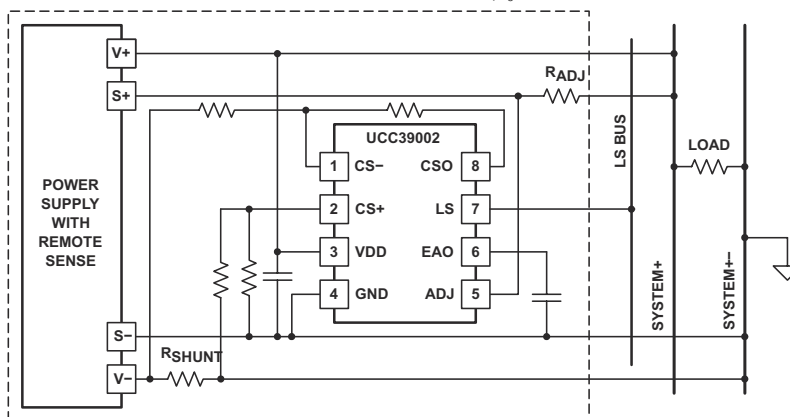 V+
S+
RADJ
UCC39002
1 CS−
CSO 8
2 CS+
LS 7
3 VDD
EAO 6
4 GND
ADJ 5
POWER
SUPPLY
WITH
REMOTE
SENSE
LS BUS
LOAD
SYSTEM+
SYSTEM+−
S−
RSHUNT
V−